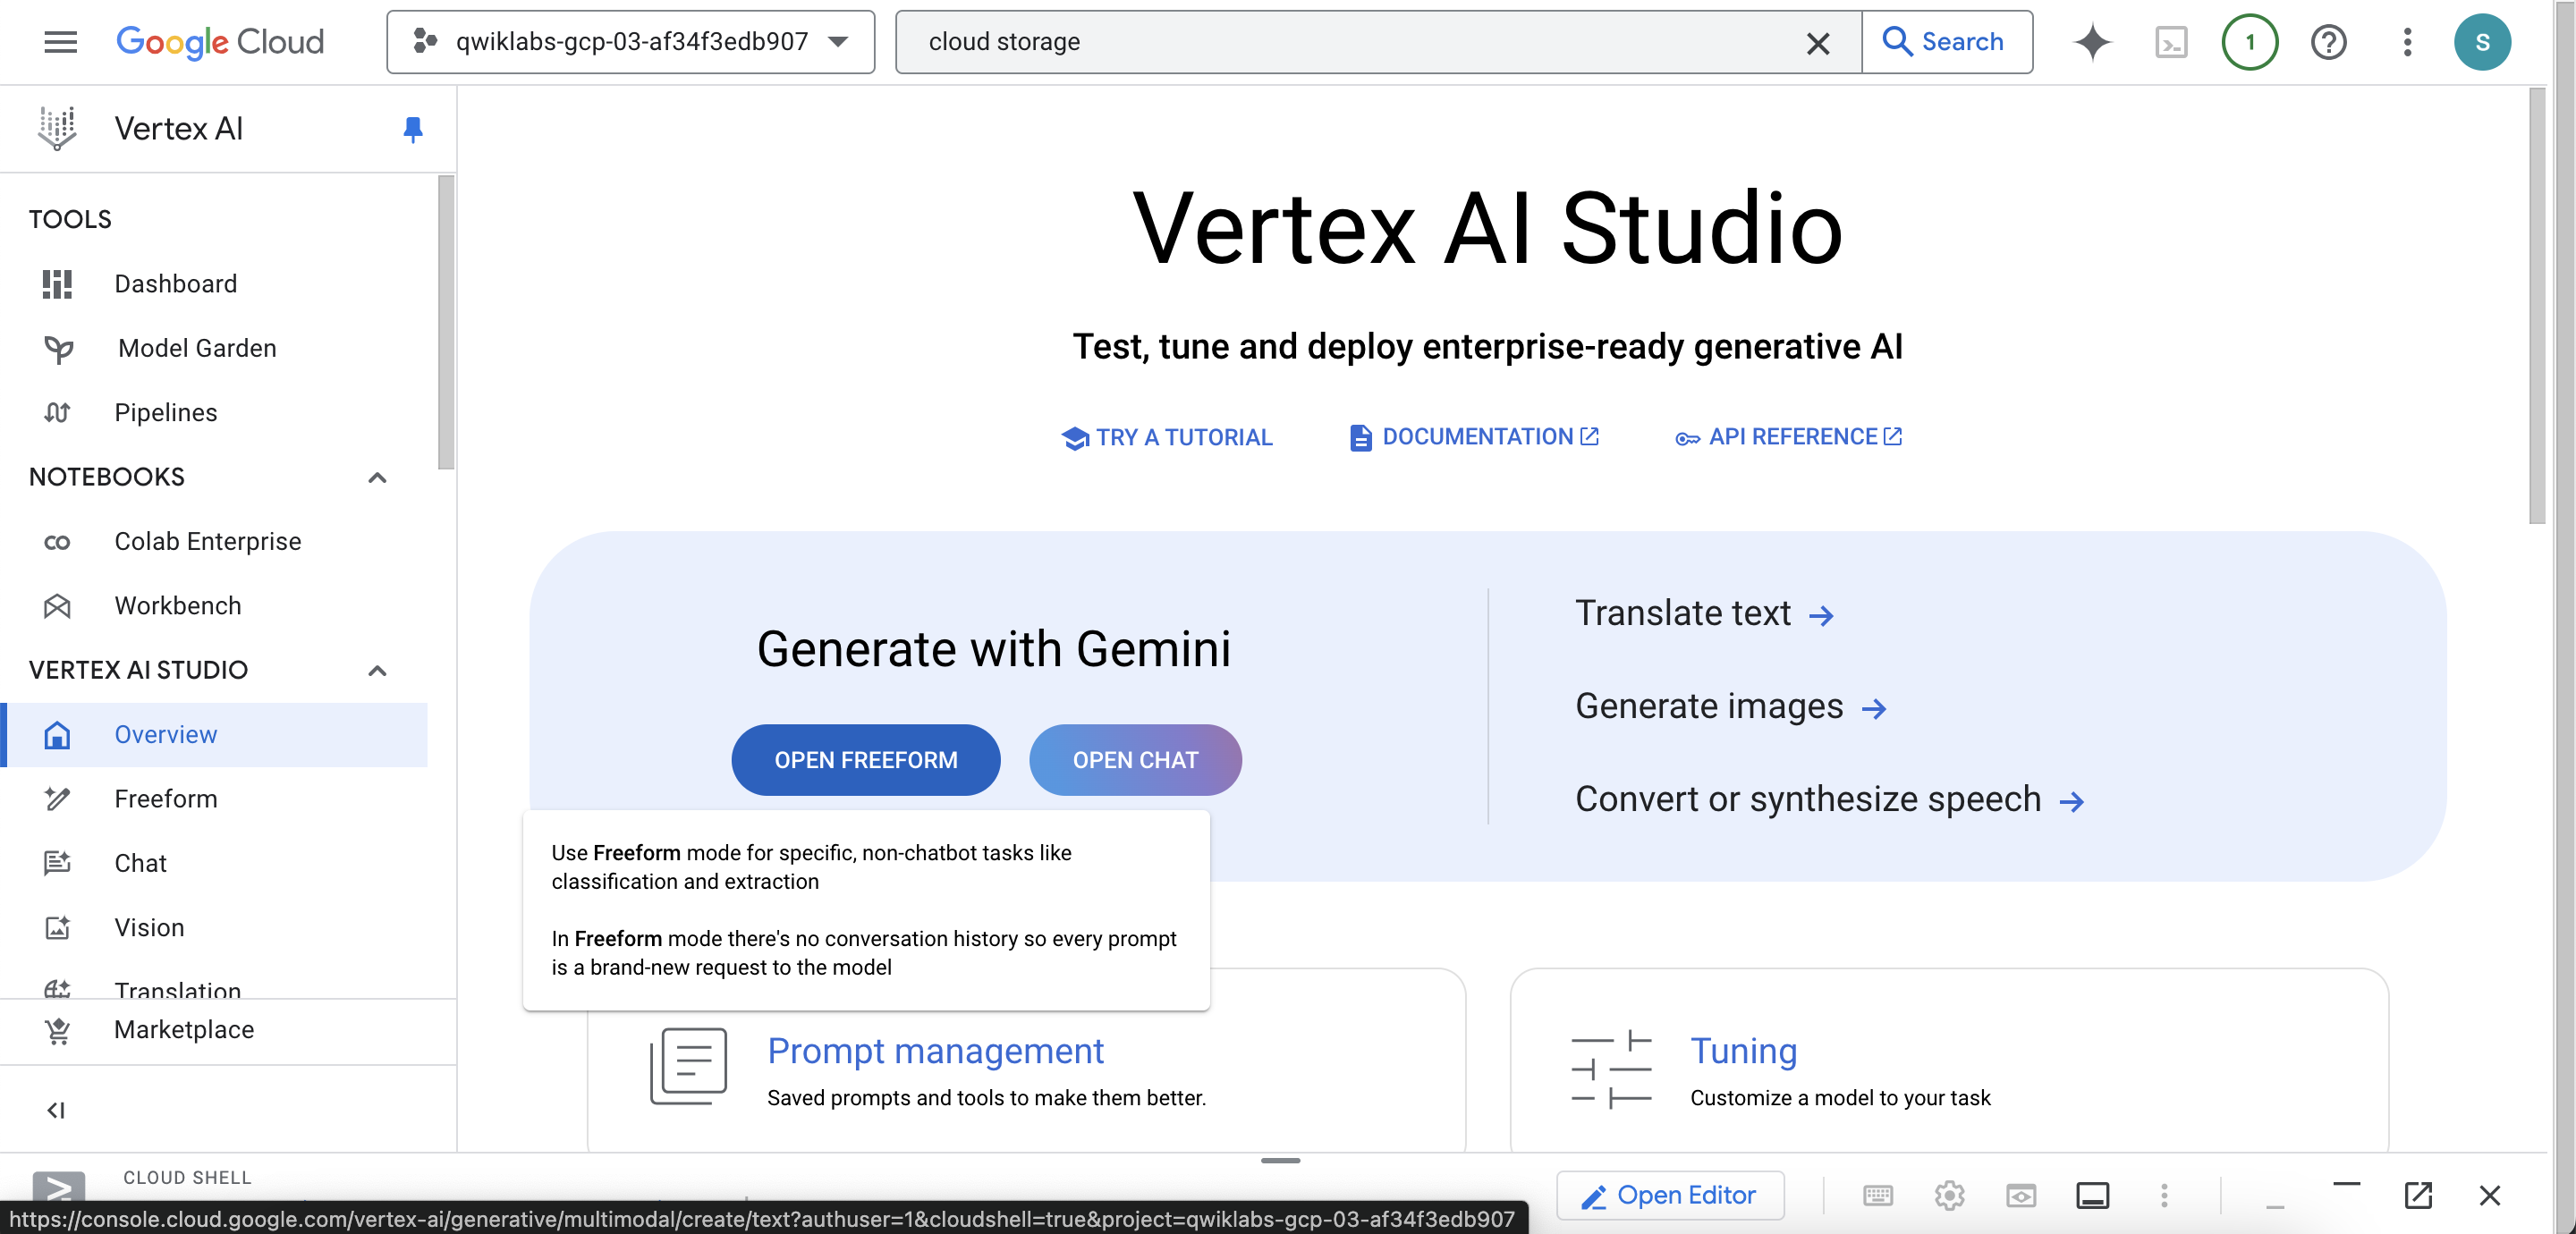 Google Cloud
qwiklabs-gcp-03-af34f3edb907
cloud storage
Search
1
S
Vertex AI
TOOLS
Dashboard
Model Garden
Pipelines
NOTEBOOKS
Colab Enterprise
Workbench
VERTEX AI STUDIO
Overview
Freeform
Chat
Vision
Translation
Marketplace
Vertex AI Studio
Test, tune and deploy enterprise-ready generative AI
TRY A TUTORIAL
DOCUMENTATION
API REFERENCE
Generate with Gemini
OPEN FREEFORM
OPEN CHAT
Use Freeform mode for specific, non-chatbot tasks like
classification and extraction
In Freeform mode there's no conversation history so every prompt
is a brand-new request to the model
Translate text
Generate images
Convert or synthesize speech
Prompt management
Saved prompts and tools to make them better.
Tuning
Customize a model to your task
CLOUD SHELL
Open Editor
https://console.cloud.google.com/vertex-ai/generative/multimodal/create/text?authuser=1&cloudshell=true&project=qwiklabs-gcp-03-af34f3edb907